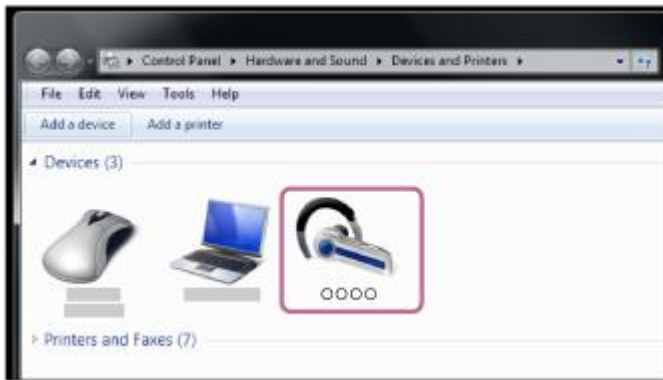 Control Panel ▸ Hardware and Sound ▸ Devices and Printers ▸
File Edit View Tools Help
Add a device Add a printer
Devices (3)
○○○○
Printers and Faxes (7)